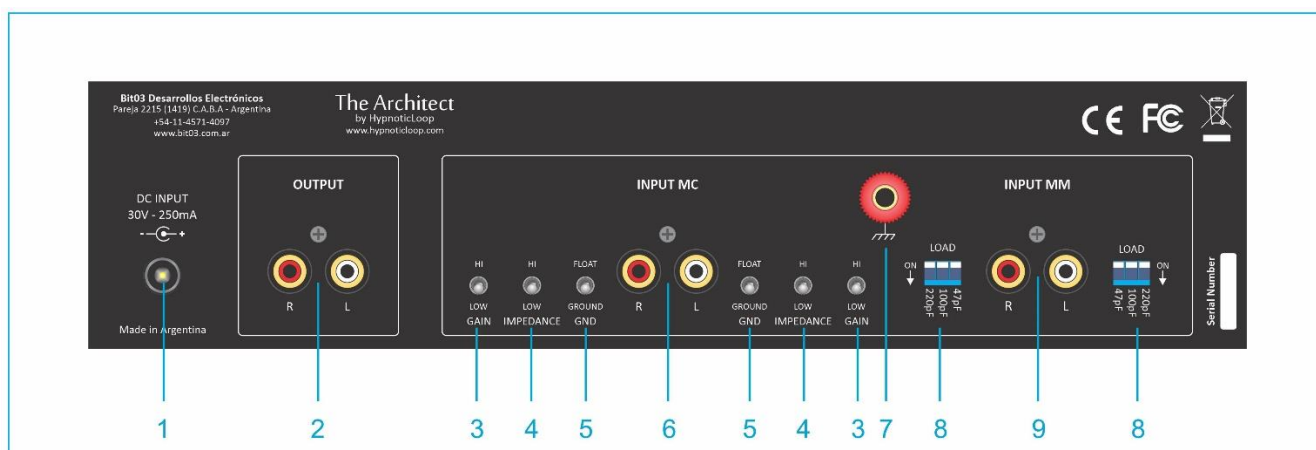 Bit03 Desarrollos Electrónicos
Pareja 2215 (1419) C.A.B.A - Argentina
+54-11-4571-4097
www.bit03.com.ar
The Architect
by HypnoticLoop
www.hypnoticloop.com
CE FC
DC INPUT
30V - 250mA
- +
Made in Argentina
OUTPUT
R L
INPUT MC
HI HI FLOAT
LOW LOW GROUND
GAIN IMPEDANCE GND
R L
FLOAT HI HI
GROUND LOW LOW
GND IMPEDANCE GAIN
INPUT MM
LOAD
ON
220pF
100pF
47pF
R L
LOAD
ON
47pF
100pF
220pF
Serial Number
1 2 3 4 5 6 5 4 3 7 8 9 8